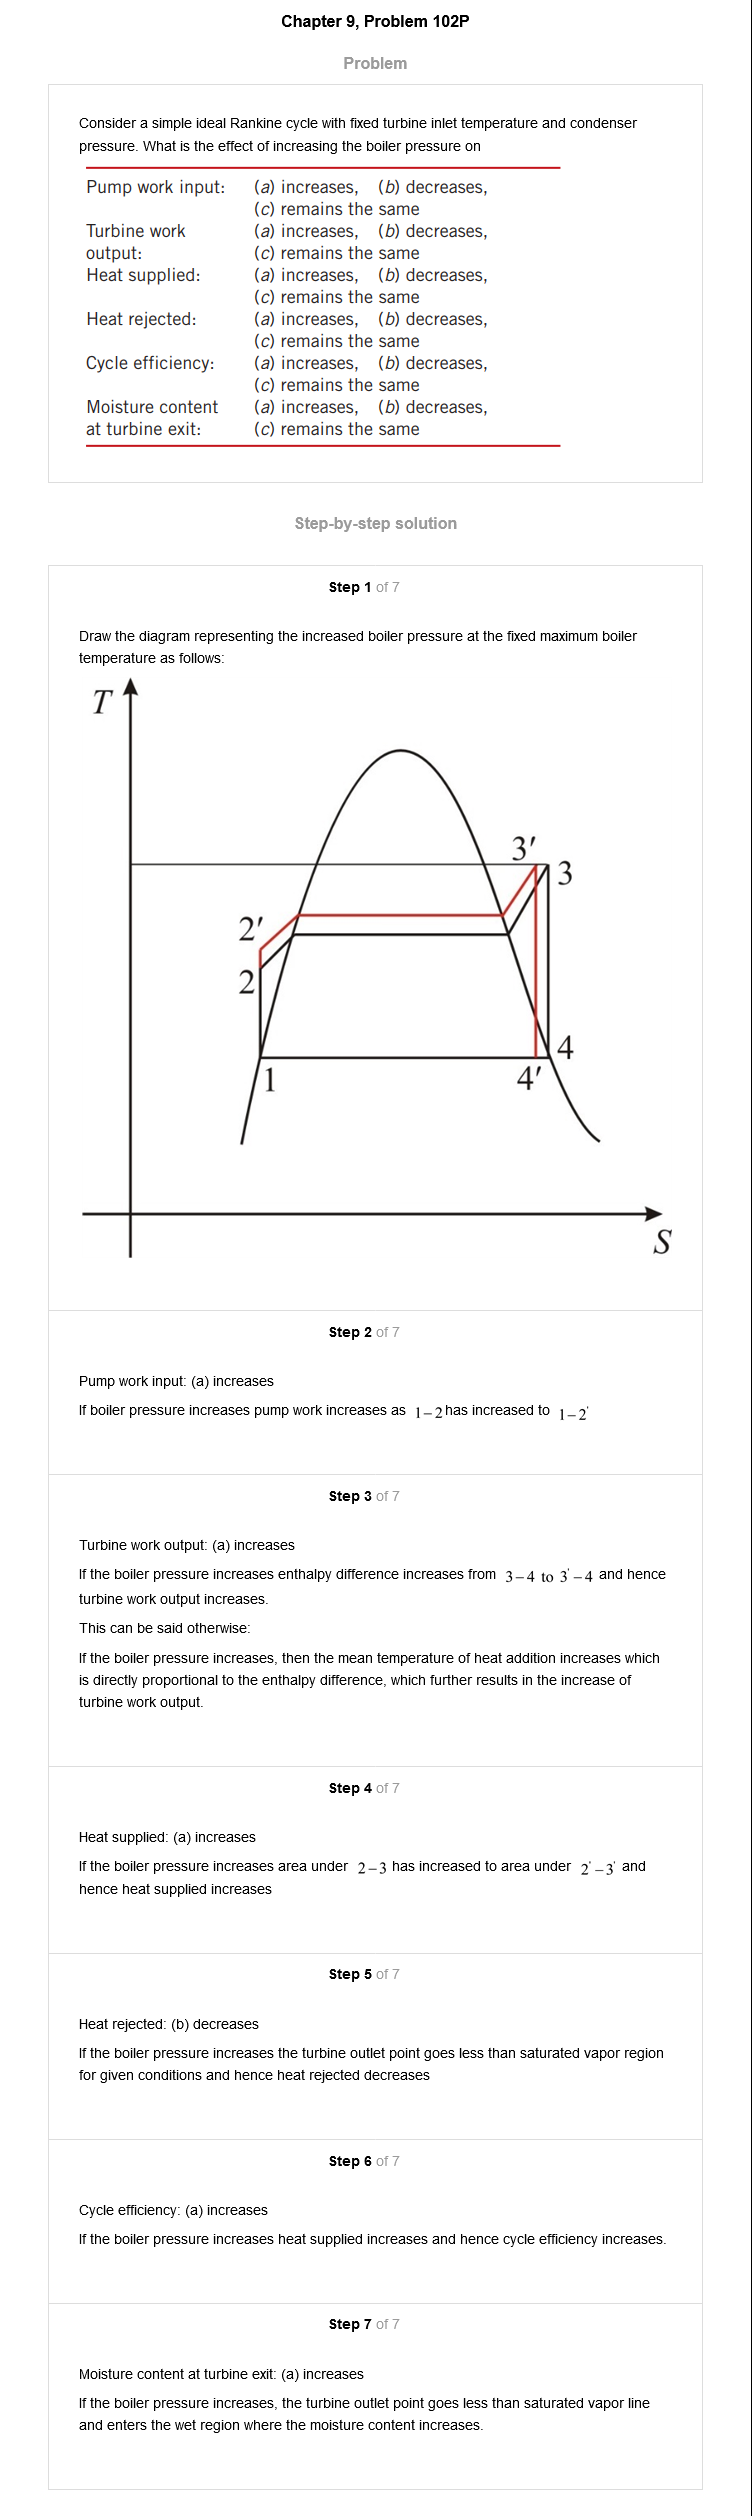 Chapter 9, Problem 102P
Problem
Consider a simple ideal Rankine cycle with fixed turbine inlet temperature and condenser
pressure. What is the effect of increasing the boiler pressure on
Pump work input: (a) increases, (b) decreases,
(c) remains the same
Turbine work (a) increases, (b) decreases,
output: (c) remains the same
Heat supplied: (a) increases, (b) decreases,
(c) remains the same
Heat rejected: (a) increases, (b) decreases,
(c) remains the same
Cycle efficiency: (a) increases, (b) decreases,
(c) remains the same
Moisture content (a) increases, (b) decreases,
at turbine exit: (c) remains the same
Step-by-step solution
Step 1 of 7
Draw the diagram representing the increased boiler pressure at the fixed maximum boiler
temperature as follows:
T
3′
3
2′
2
4
1
4′
S
Step 2 of 7
Pump work input: (a) increases
If boiler pressure increases pump work increases as 1−2 has increased to 1−2'
Step 3 of 7
Turbine work output: (a) increases
If the boiler pressure increases enthalpy difference increases from 3−4 to 3'−4 and hence
turbine work output increases.
This can be said otherwise:
If the boiler pressure increases, then the mean temperature of heat addition increases which
is directly proportional to the enthalpy difference, which further results in the increase of
turbine work output.
Step 4 of 7
Heat supplied: (a) increases
If the boiler pressure increases area under 2−3 has increased to area under 2'−3' and
hence heat supplied increases
Step 5 of 7
Heat rejected: (b) decreases
If the boiler pressure increases the turbine outlet point goes less than saturated vapor region
for given conditions and hence heat rejected decreases
Step 6 of 7
Cycle efficiency: (a) increases
If the boiler pressure increases heat supplied increases and hence cycle efficiency increases.
Step 7 of 7
Moisture content at turbine exit: (a) increases
If the boiler pressure increases, the turbine outlet point goes less than saturated vapor line
and enters the wet region where the moisture content increases.